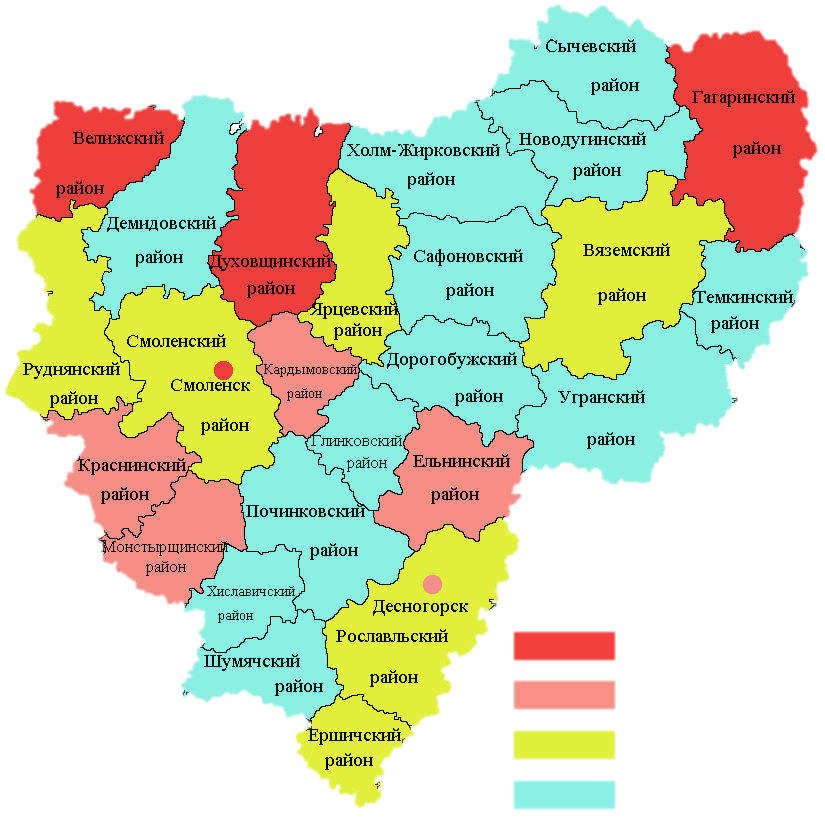 Сычевский
район
Гагаринский
район
Велижский
район
Новодугинский
район
Холм-Жирковский
район
Демидовский
район
Духовщинский
район
Сафоновский
район
Вяземский
район
Темкинский
район
Ярцевский
район
Смоленский
Смоленск
район
Руднянский
район
Кардымовский
район
Дорогобужский
район
Угранский
район
Глинковский
район
Ельнинский
район
Краснинский
район
Починковский
район
Монстырщинский
район
Хиславичский
район
Десногорск
Рославльский
район
Шумячский
район
Ершичский
район